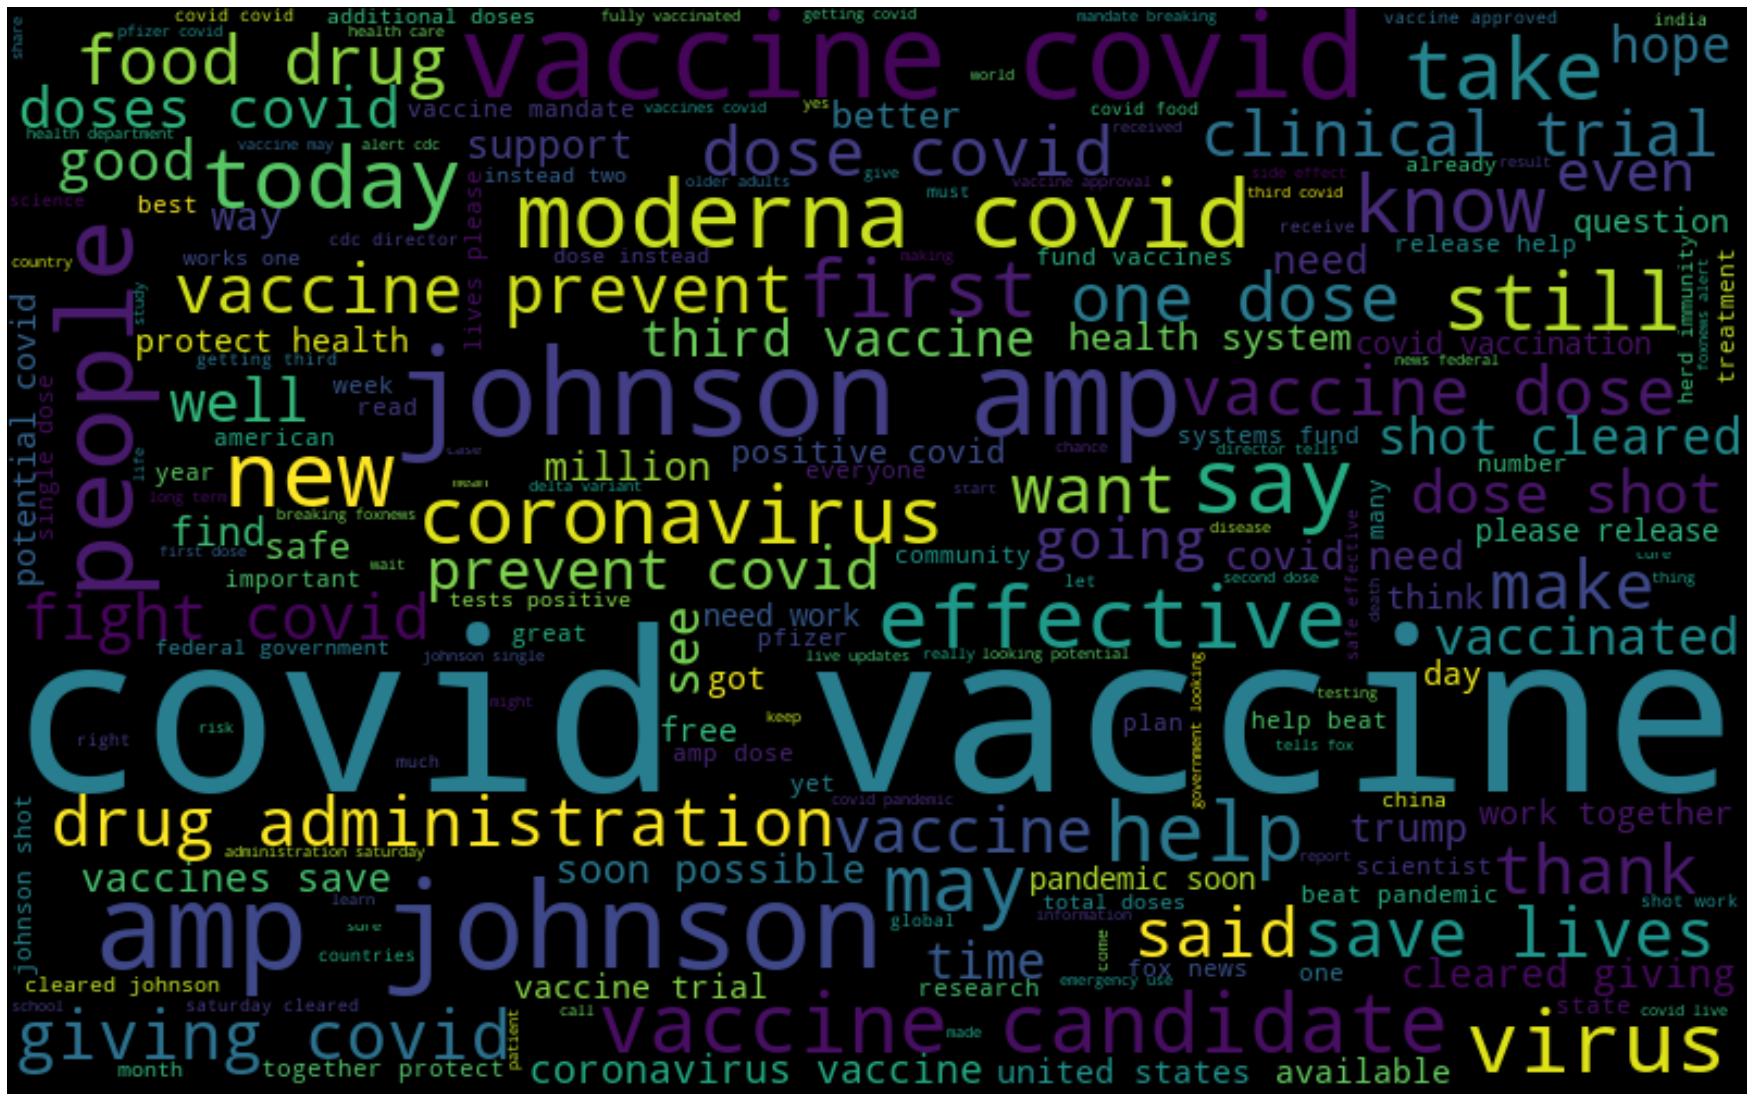 covid covid
additional doses
fully vaccinated
getting covid
mandate breaking
vaccine approved
india
share
pfizer covid
health care
food drug
vaccine covid
take
hope
world
doses covid
vaccine mandate
vaccines covid
yes
better
covid food
clinical trial
health department
vaccine may
alert cdc
support
dose covid
received
good
today
instead two
older adults
give
must
vaccine approval
side effect
third covid
already
result
even
know
science
best
way
lives please
moderna covid
receive
question
cdc director
release help
country
people
works one
dose instead
making
fund vaccines
need
herd immunity
foxnews alert
treatment
vaccine prevent
first
one dose
still
study
potential covid
protect health
third vaccine
health system
covid vaccination
getting third
news federal
johnson amp
vaccine dose
well
week
read
single dose
american
positive covid
systems fund
shot cleared
case
chance
director tells
life
year
new
million
everyone
want
say
number
long term
mean
delta variant
start
dose shot
breaking foxnews
coronavirus
many
find
safe
disease
going
please release
first dose
wait
prevent covid
community
covid need
safe effective
death
cure
important
let
second dose
think
make
thing
fight covid
tests positive
see
need work
effective
great
pfizer
vaccinated
federal government
johnson single
live updates
really
looking potential
covid vaccine
got
government looking
day
might
testing
risk
free
keep
plan
help beat
right
amp dose
tells fox
much
yet
johnson shot
drug administration
covid pandemic
china
vaccine
help
trump
work together
administration saturday
soon possible
report
scientist
thank
vaccines save
may
pandemic soon
learn
total doses
beat pandemic
shot work
amp johnson
global
information
sure
come
said
save lives
countries
time
fox news
one
cleared johnson
vaccine trial
research
emergency use
cleared giving
school
saturday cleared
call
vaccine candidate
state
covid live
giving covid
patient
made
virus
month
together protect
coronavirus vaccine
united states
available